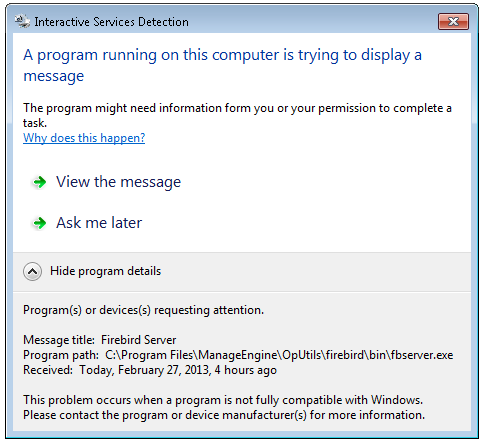 Interactive Services Detection
A program running on this computer is trying to display a
message
The program might need information form you or your permission to complete a
task.
Why does this happen?
View the message
Ask me later
Hide program details
Program(s) or devices(s) requesting attention.
Message title:  Firebird Server
Program path:  C:\Program Files\ManageEngine\OpUtils\firebird\bin\fbserver.exe
Received:  Today, February 27, 2013, 4 hours ago
This problem occurs when a program is not fully compatible with Windows.
Please contact the program or device manufacturer(s) for more information.